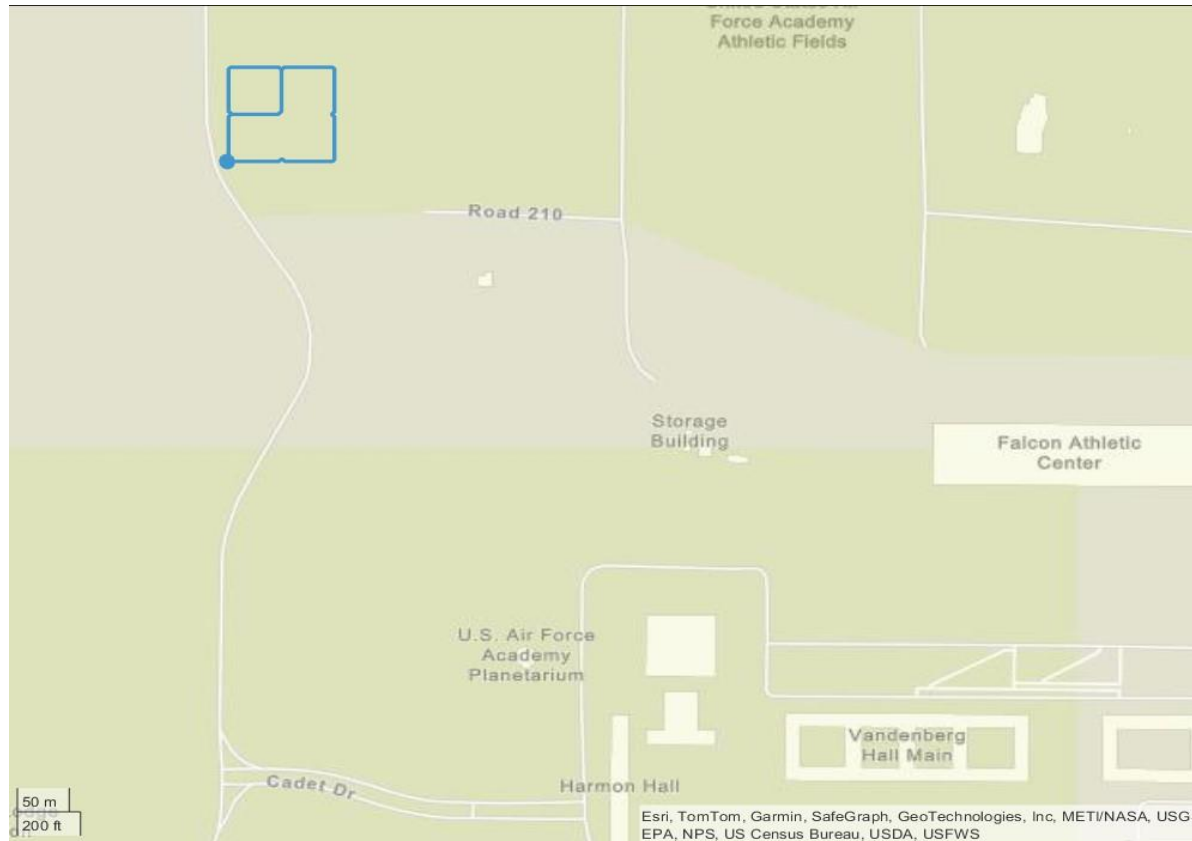 Force Academy
Athletic Fields
Road 210
Storage
Building
Falcon Athletic
Center
U.S. Air Force
Academy
Planetarium
Vandenberg
Hall Main
Harmon Hall
Cadet Dr
50 m
200 ft
Esri, TomTom, Garmin, SafeGraph, GeoTechnologies, Inc, METI/NASA, USG
EPA, NPS, US Census Bureau, USDA, USFWS